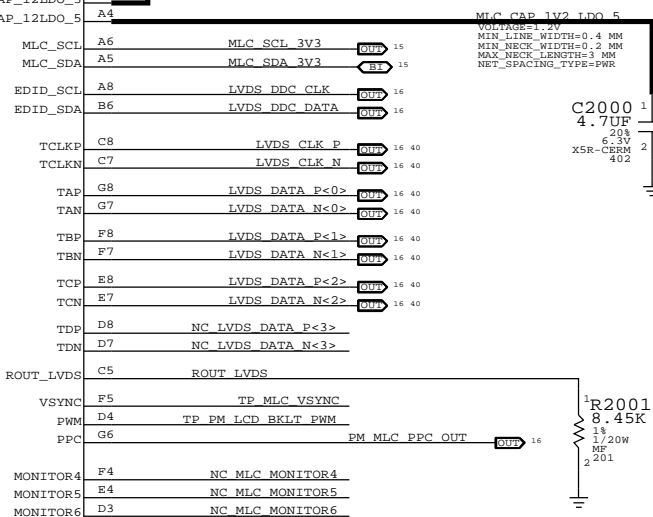 AP_12LDO_5 A4 MLC_CAP_1V2_LDO_5
VOLTAGE=1.2V
MIN_LINE_WIDTH=0.4 MM
MIN_NECK_WIDTH=0.2 MM
MAX_NECK_LENGTH=3 MM
NET_SPACING_TYPE=PWR
MLC_SCL A6 MLC_SCL_3V3 OUT 15
MLC_SDA A5 MLC_SDA_3V3 BI 15
EDID_SCL A8 LVDS_DDC_CLK OUT 16
EDID_SDA B6 LVDS_DDC_DATA OUT 16
C2000 1
4.7UF
20%
6.3V
X5R-CERM 2
402
TCLKP C8 LVDS_CLK_P OUT 16 40
TCLKN C7 LVDS_CLK_N OUT 16 40
TAP G8 LVDS_DATA_P<0> OUT 16 40
TAN G7 LVDS_DATA_N<0> OUT 16 40
TBP F8 LVDS_DATA_P<1> OUT 16 40
TBN F7 LVDS_DATA_N<1> OUT 16 40
TCP E8 LVDS_DATA_P<2> OUT 16 40
TCN E7 LVDS_DATA_N<2> OUT 16 40
TDP D8 NC_LVDS_DATA_P<3>
TDN D7 NC_LVDS_DATA_N<3>
ROUT_LVDS C5 ROUT_LVDS
VSYNC F5 TP_MLC_VSYNC
PWM D4 TP_PM_LCD_BKLT_PWM
PPC G6 PM_MLC_PPC_OUT OUT 16
1 R2001
8.45K
1%
1/20W
MF
201
2
MONITOR4 F4 NC_MLC_MONITOR4
MONITOR5 E4 NC_MLC_MONITOR5
MONITOR6 D3 NC_MLC_MONITOR6